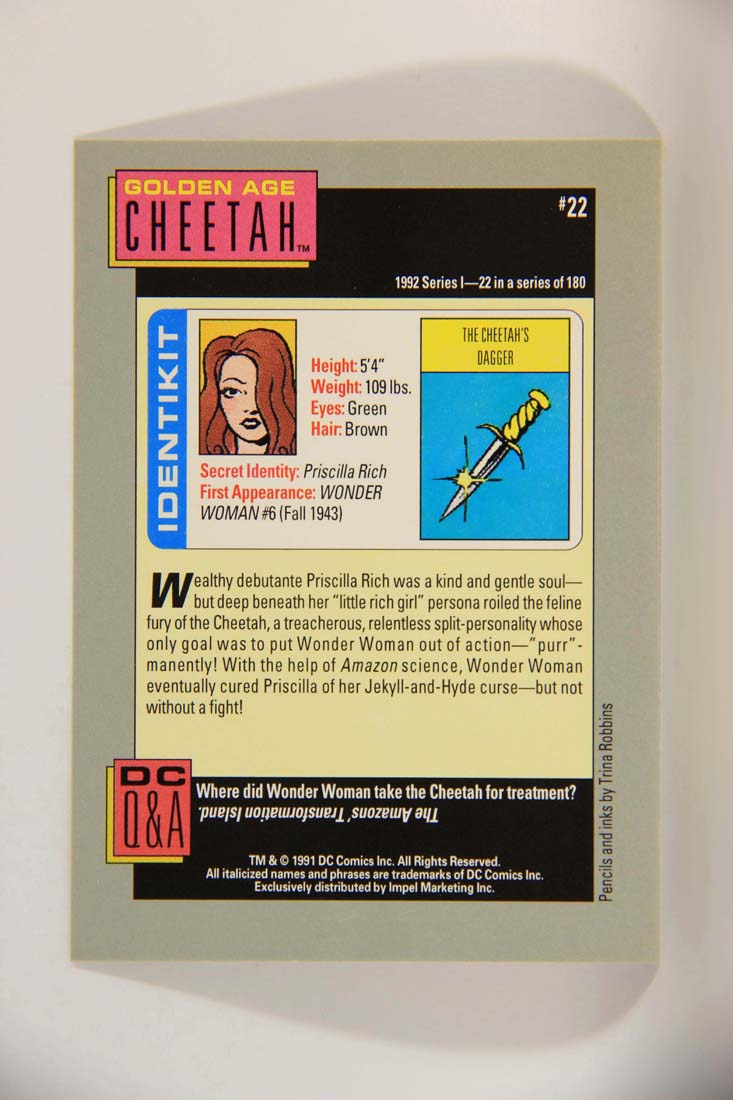 GOLDEN AGE
CHEETAH™
#22
1992 Series I—22 in a series of 180
IDENTIKIT
Height: 5'4"
Weight: 109 lbs.
Eyes: Green
Hair: Brown
Secret Identity: Priscilla Rich
First Appearance: WONDER
WOMAN #6 (Fall 1943)
THE CHEETAH'S
DAGGER
Wealthy debutante Priscilla Rich was a kind and gentle soul—
but deep beneath her "little rich girl" persona roiled the feline
fury of the Cheetah, a treacherous, relentless split-personality whose
only goal was to put Wonder Woman out of action—"purr"-
manently! With the help of Amazon science, Wonder Woman
eventually cured Priscilla of her Jekyll-and-Hyde curse—but not
without a fight!
DC
Q&A
Where did Wonder Woman take the Cheetah for treatment?
The Amazons' Transformation Island.
TM & © 1991 DC Comics Inc. All Rights Reserved.
All italicized names and phrases are trademarks of DC Comics Inc.
Exclusively distributed by Impel Marketing Inc.
Pencils and inks by Trina Robbins